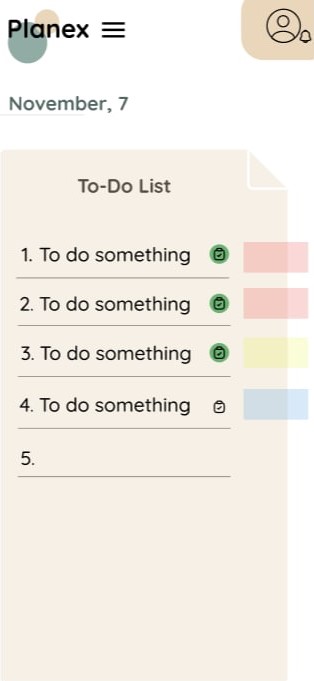 Planex
November, 7
To-Do List
1. To do something
2. To do something
3. To do something
4. To do something
5.